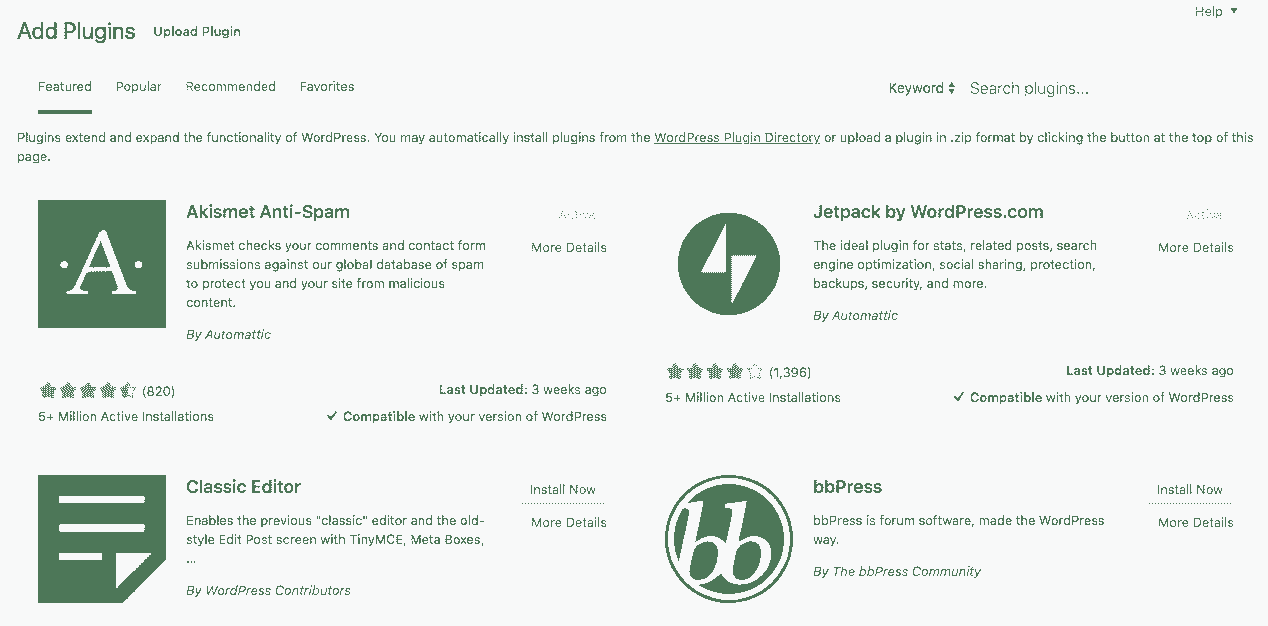 Help
Add Plugins Upload Plugin
Featured Popular Recommended Favorites
Keyword Search plugins...
Plugins extend and expand the functionality of WordPress. You may automatically install plugins from the WordPress Plugin Directory or upload a plugin in .zip format by clicking the button at the top of this
page.
A
Akismet Anti-Spam
Active
Akismet checks your comments and contact form
submissions against our global database of spam
to protect you and your site from malicious
content.
More Details
By Automattic
(820)
Last Updated: 3 weeks ago
5+ Million Active Installations
✓ Compatible with your version of WordPress
Jetpack by WordPress.com
Active
The ideal plugin for stats, related posts, search
engine optimization, social sharing, protection,
backups, security, and more.
More Details
By Automattic
(1,396)
Last Updated: 3 weeks ago
5+ Million Active Installations
✓ Compatible with your version of WordPress
Classic Editor
Install Now
Enables the previous "classic" editor and the old-
style Edit Post screen with TinyMCE, Meta Boxes,
...
More Details
By WordPress Contributors
bb
bbPress
Install Now
bbPress is forum software, made the WordPress
way.
More Details
By The bbPress Community